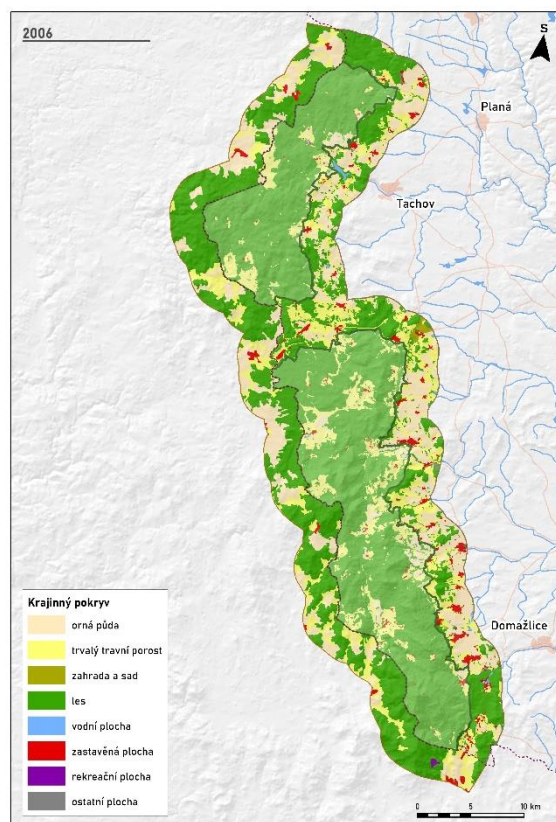 2006
S
Planá
Tachov
Domažlice
Krajinný pokryv
orná půda
trvalý travní porost
zahrada a sad
les
vodní plocha
zastavěná plocha
rekreační plocha
ostatní plocha
0 5 10 km